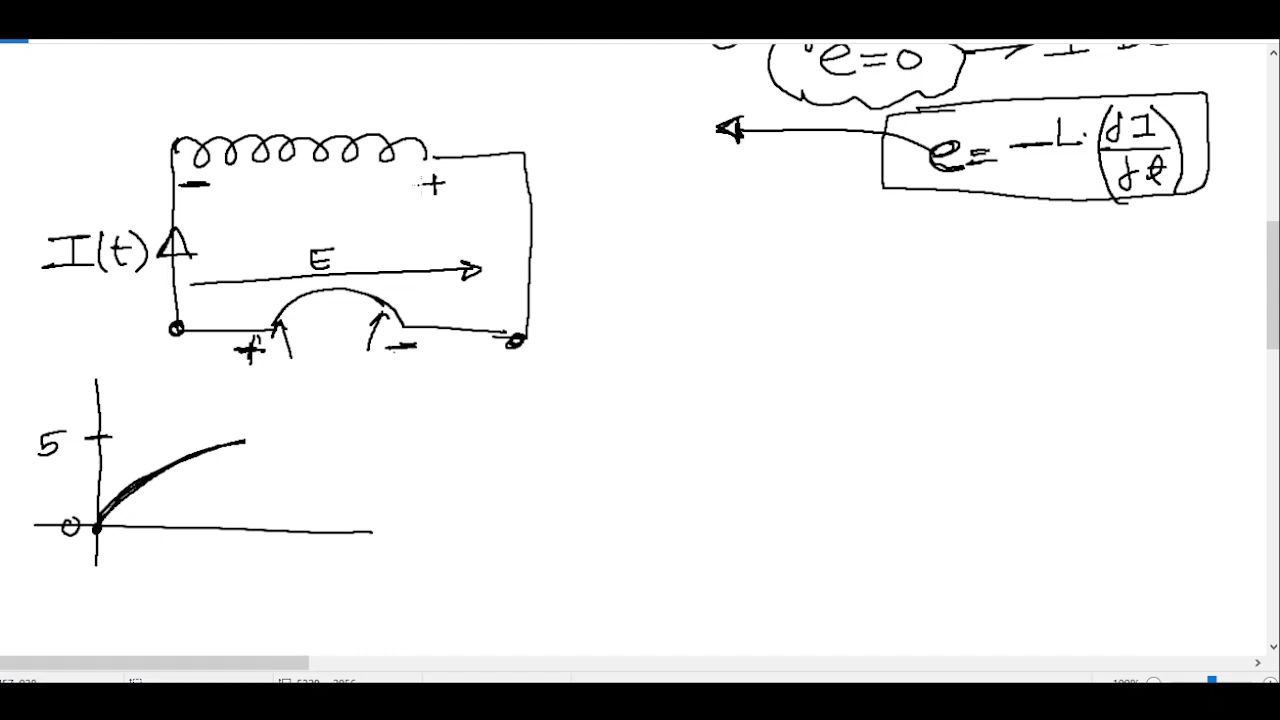 e=0 → I
e = - L · (dI/dt)
- +
I(t)
E
+ -
5
0